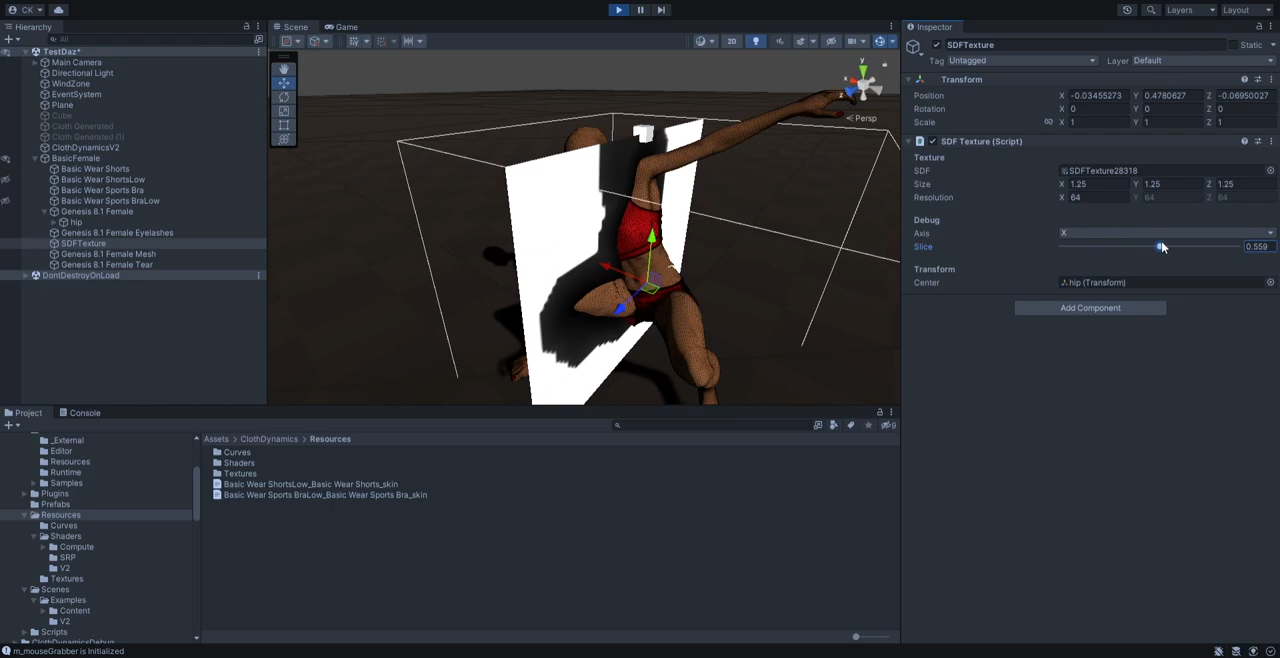 CK
Layers
Layout
Hierarchy
All
TestDaz*
Main Camera
Directional Light
WindZone
EventSystem
Plane
Cube
Cloth Generated
Cloth Generated (1)
ClothDynamicsV2
BasicFemale
Basic Wear Shorts
Basic Wear ShortsLow
Basic Wear Sports Bra
Basic Wear Sports BraLow
Genesis 8.1 Female
hip
Genesis 8.1 Female Eyelashes
SDFTexture
Genesis 8.1 Female Mesh
Genesis 8.1 Female Tear
DontDestroyOnLoad
Scene
Game
2D
y
x
z
Persp
Inspector
SDFTexture
Static
Tag Untagged Layer Default
Transform
Position X -0.03455273 Y 0.4780627 Z -0.06950027
Rotation X 0 Y 0 Z 0
Scale X 1 Y 1 Z 1
SDF Texture (Script)
Texture
SDF SDFTexture28318
Size X 1.25 Y 1.25 Z 1.25
Resolution X 64 Y 64 Z 64
Debug
Axis X
Slice 0.559
Transform
Center hip (Transform)
Add Component
Project
Console
9
_External
Editor
Resources
Runtime
Samples
Plugins
Prefabs
Resources
Curves
Shaders
Compute
SRP
V2
Textures
Scenes
Examples
Content
V2
Scripts
ClothDynamicsDebug
Assets > ClothDynamics > Resources
Curves
Shaders
Textures
Basic Wear ShortsLow_Basic Wear Shorts_skin
Basic Wear Sports BraLow_Basic Wear Sports Bra_skin
m_mouseGrabber is Initialized